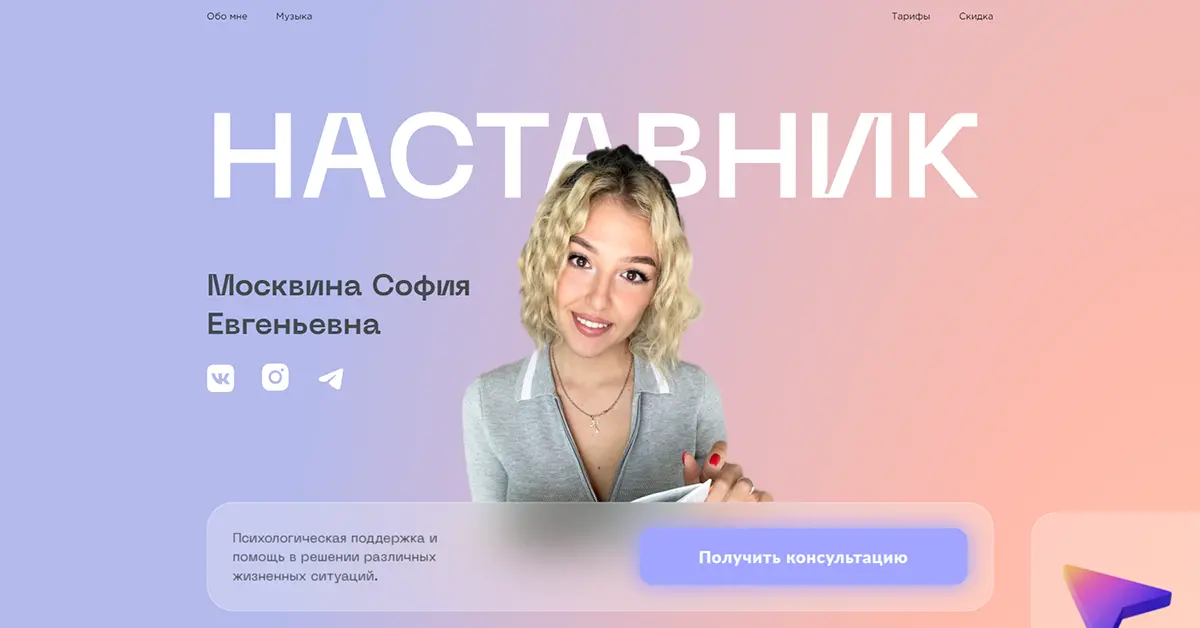 Обо мне
Музыка
Тарифы
Скидка
НАСТАВНИК
Москвина София
Евгеньевна
Психологическая поддержка и
помощь в решении различных
жизненных ситуаций.
Получить консультацию